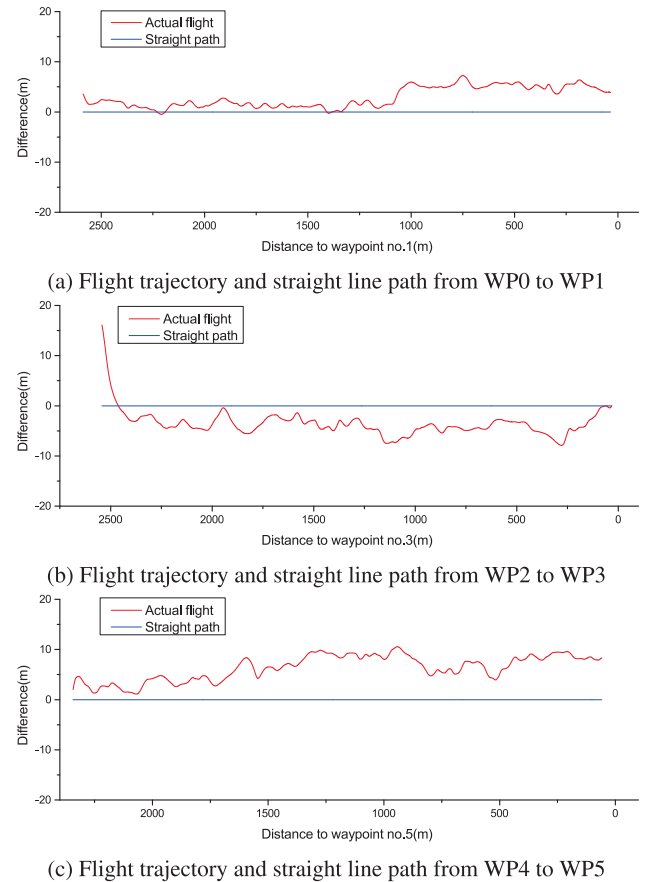 Actual flight
Straight path
20
10
0
-10
-20
Difference(m)
2500 2000 1500 1000 500 0
Distance to waypoint no.1(m)
(a) Flight trajectory and straight line path from WP0 to WP1
Actual flight
Straight path
20
10
0
-10
-20
Difference(m)
2500 2000 1500 1000 500 0
Distance to waypoint no.3(m)
(b) Flight trajectory and straight line path from WP2 to WP3
Actual flight
Straight path
20
10
0
-10
-20
Difference(m)
2000 1500 1000 500 0
Distance to waypoint no.5(m)
(c) Flight trajectory and straight line path from WP4 to WP5